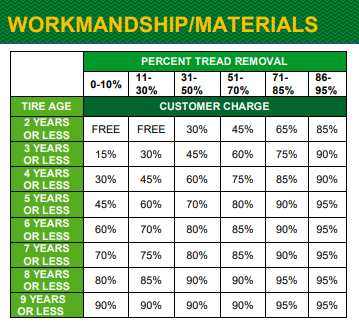 WORKMANDSHIP/MATERIALS
PERCENT TREAD REMOVAL
0-10% 11-30% 31-50% 51-70% 71-85% 86-95%
TIRE AGE CUSTOMER CHARGE
2 YEARS OR LESS FREE FREE 30% 45% 65% 85%
3 YEARS OR LESS 15% 30% 45% 60% 75% 90%
4 YEARS OR LESS 30% 45% 60% 75% 85% 90%
5 YEARS OR LESS 45% 60% 70% 80% 90% 95%
6 YEARS OR LESS 60% 70% 80% 85% 90% 95%
7 YEARS OR LESS 70% 75% 80% 85% 90% 95%
8 YEARS OR LESS 80% 85% 90% 90% 95% 95%
9 YEARS OR LESS 90% 90% 90% 90% 95% 95%